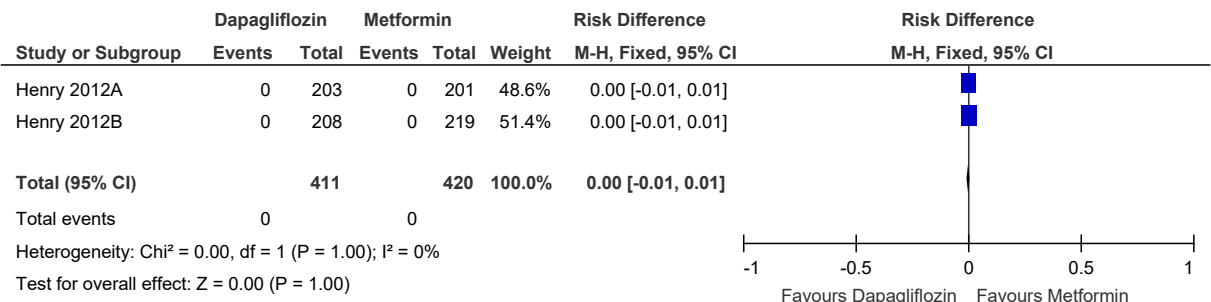 Dapagliflozin Metformin Risk Difference Risk Difference
Study or Subgroup Events Total Events Total Weight M-H, Fixed, 95% CI M-H, Fixed, 95% CI
Henry 2012A 0 203 0 201 48.6% 0.00 [-0.01, 0.01]
Henry 2012B 0 208 0 219 51.4% 0.00 [-0.01, 0.01]
Total (95% CI) 411 420 100.0% 0.00 [-0.01, 0.01]
Total events 0 0
Heterogeneity: Chi² = 0.00, df = 1 (P = 1.00); I² = 0%
Test for overall effect: Z = 0.00 (P = 1.00)
-1 -0.5 0 0.5 1
Favours Dapagliflozin Favours Metformin